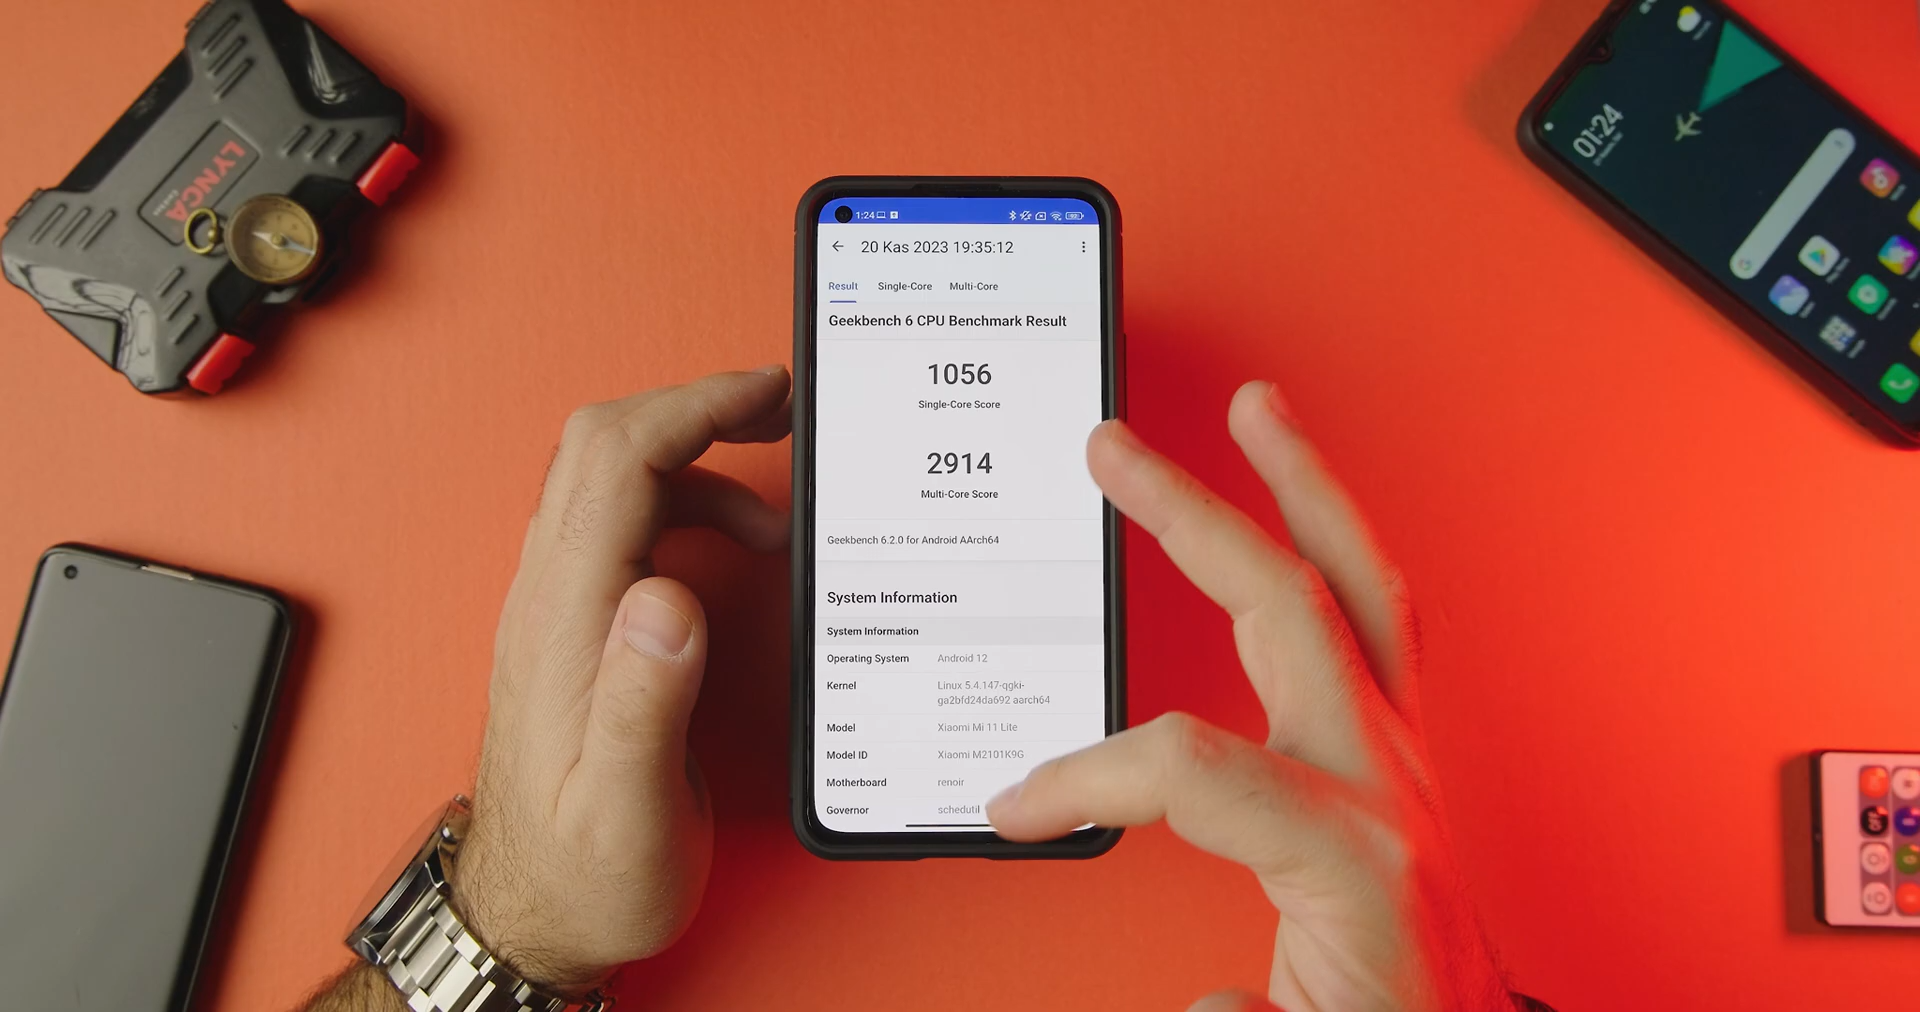 LYNCA
1:24
20 Kas 2023 19:35:12
Result Single-Core Multi-Core
Geekbench 6 CPU Benchmark Result
1056
Single-Core Score
2914
Multi-Core Score
Geekbench 6.2.0 for Android AArch64
System Information
System Information
Operating System Android 12
Kernel Linux 5.4.147-qgki-
ga2bfd24da692 aarch64
Model Xiaomi Mi 11 Lite
Model ID Xiaomi M2101K9G
Motherboard renoir
Governor schedutil
01:24
OFF